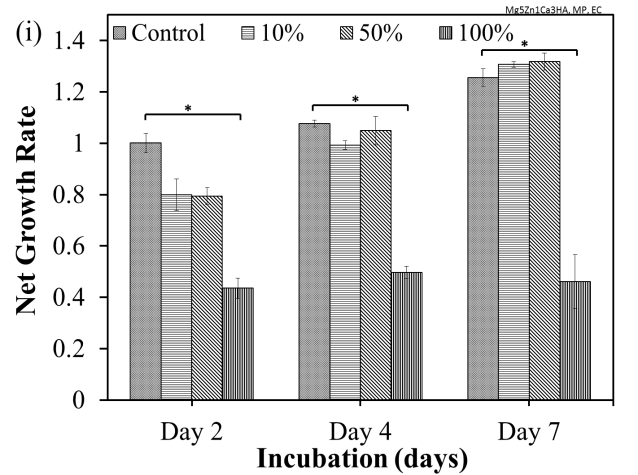 Mg5Zn1Ca3HA, MP, EC
(i)
Control 10% 50% 100%
1.4
1.2
1
0.8
0.6
0.4
0.2
0
Net Growth Rate
* * *
Day 2 Day 4 Day 7
Incubation (days)